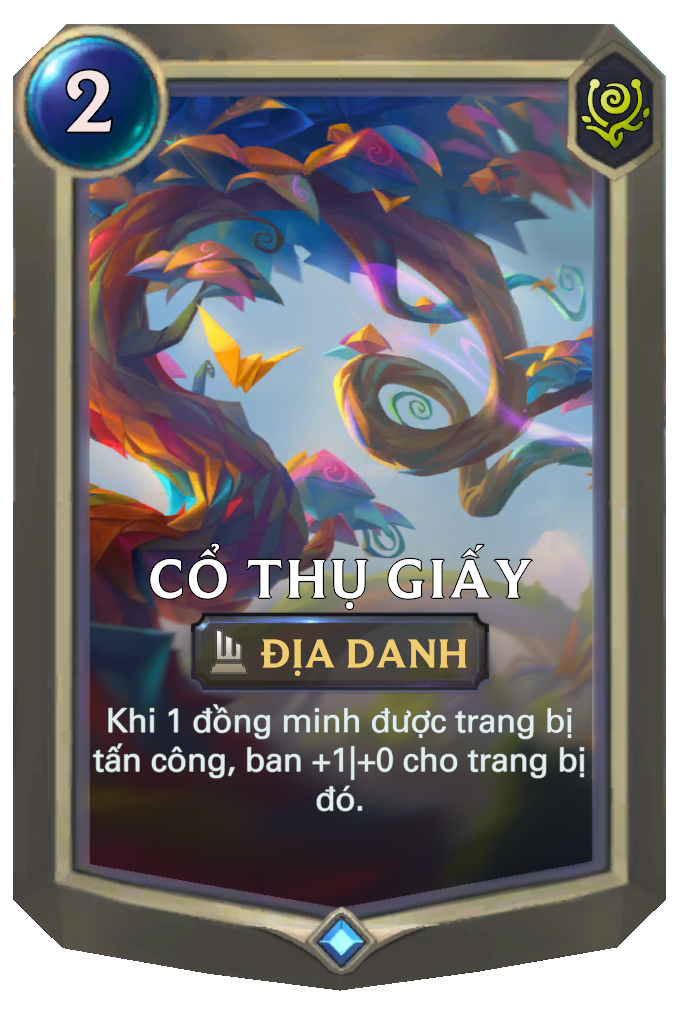 2
CỔ THỤ GIẤY
ĐỊA DANH
Khi 1 đồng minh được trang bị
tấn công, ban +1|+0 cho trang bị
đó.